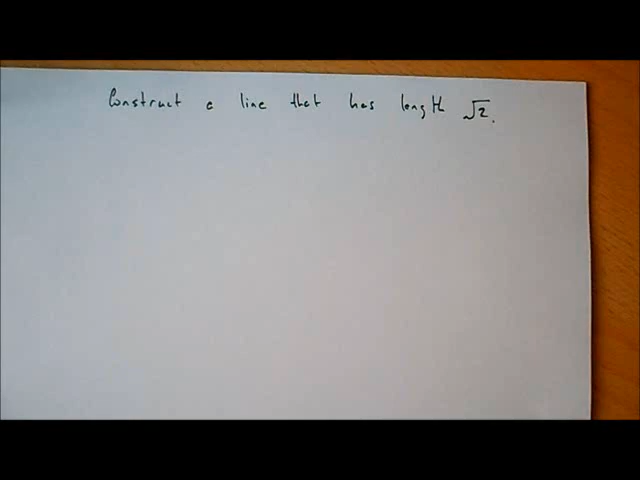 Construct a line that has length √2.